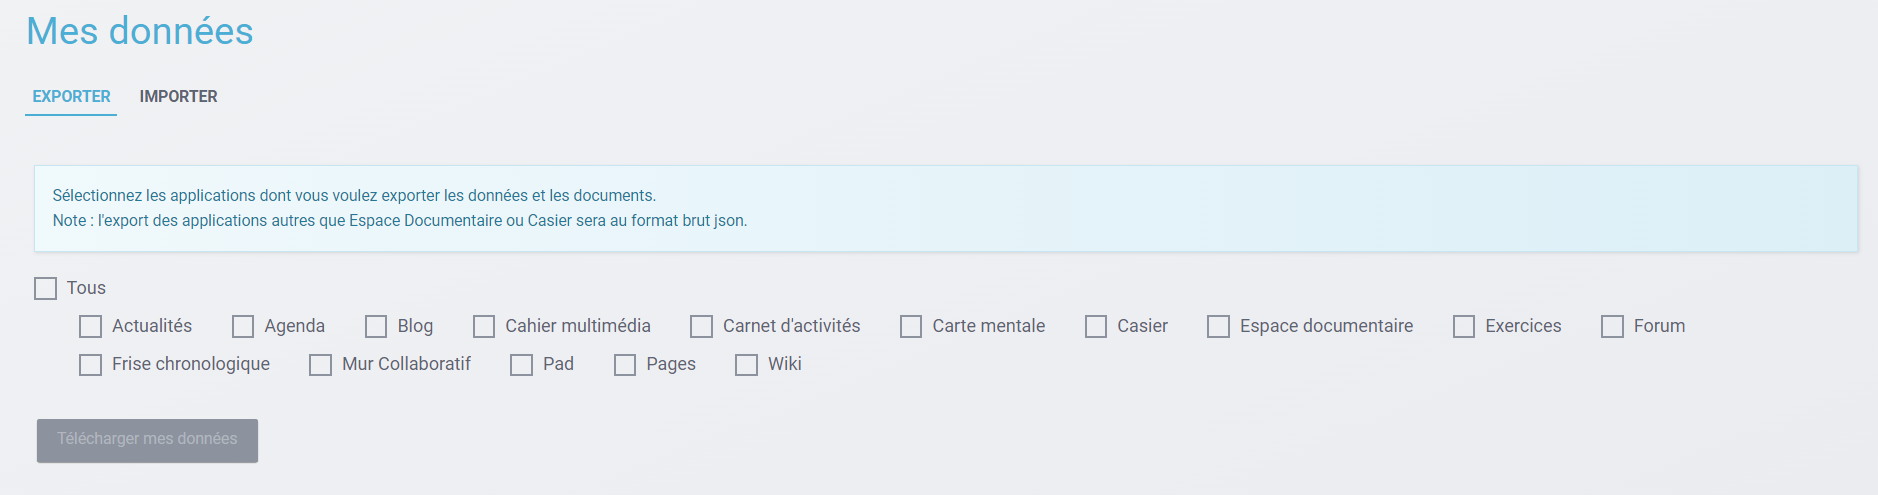 Mes données
EXPORTER IMPORTER
Sélectionnez les applications dont vous voulez exporter les données et les documents.
Note : l'export des applications autres que Espace Documentaire ou Casier sera au format brut json.
Tous
Actualités Agenda Blog Cahier multimédia Carnet d'activités Carte mentale Casier Espace documentaire Exercices Forum
Frise chronologique Mur Collaboratif Pad Pages Wiki
Télécharger mes données